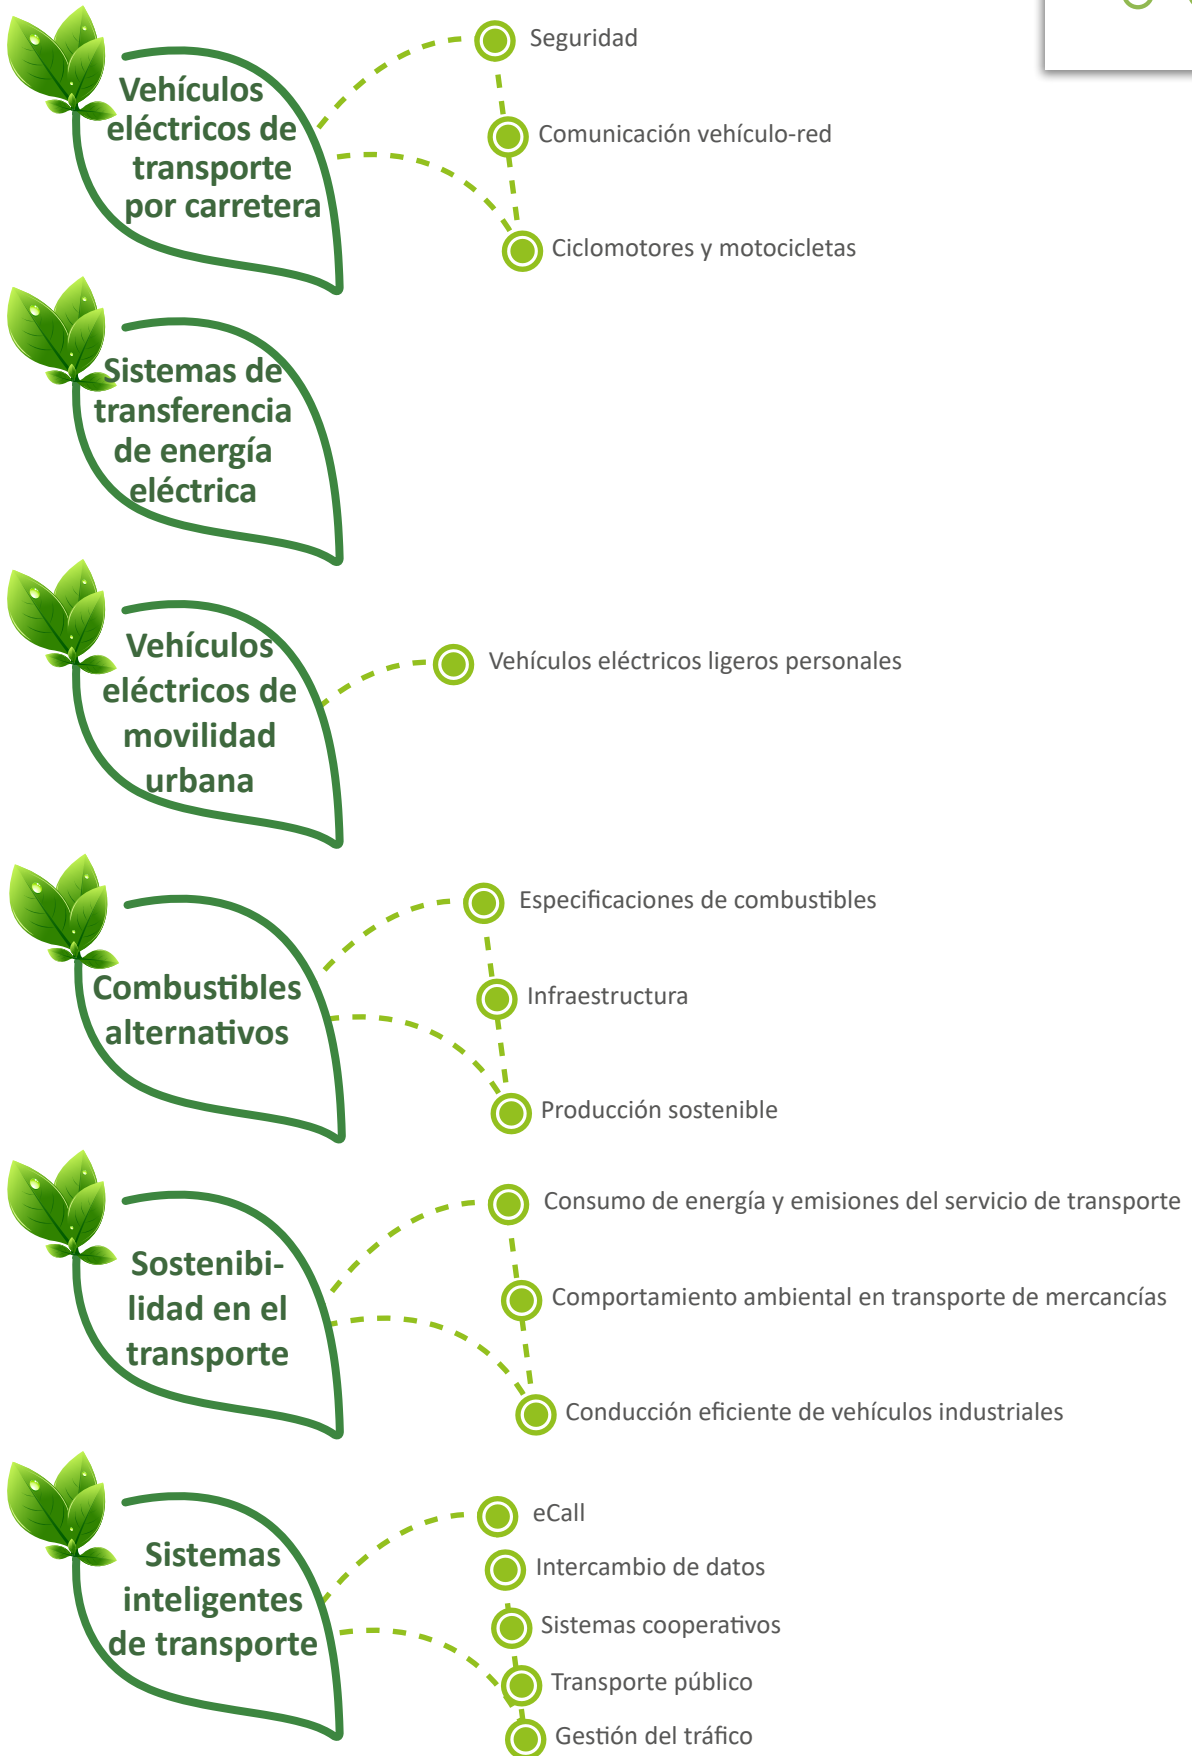 Vehículos
eléctricos de
transporte
por carretera
Seguridad
Comunicación vehículo-red
Ciclomotores y motocicletas
Sistemas de
transferencia
de energía
eléctrica
Vehículos
eléctricos de
movilidad
urbana
Vehículos eléctricos ligeros personales
Combustibles
alternativos
Especificaciones de combustibles
Infraestructura
Producción sostenible
Sostenibi-
lidad en el
transporte
Consumo de energía y emisiones del servicio de transporte
Comportamiento ambiental en transporte de mercancías
Conducción eficiente de vehículos industriales
Sistemas
inteligentes
de transporte
eCall
Intercambio de datos
Sistemas cooperativos
Transporte público
Gestión del tráfico